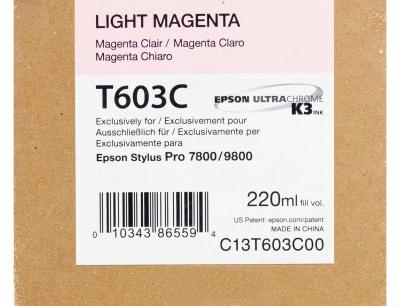 LIGHT MAGENTA
Magenta Clair / Magenta Claro
Magenta Chiaro
T603C
EPSON ULTRACHROME
K3 INK
Exclusively for / Exclusivement pour
Ausschließlich für / Exclusivamente per
Exclusivamente para
Epson Stylus Pro 7800/9800
220ml fill vol.
US Patent: epson.com/patent
MADE IN CHINA
0 10343 86559 4
C13T603C00